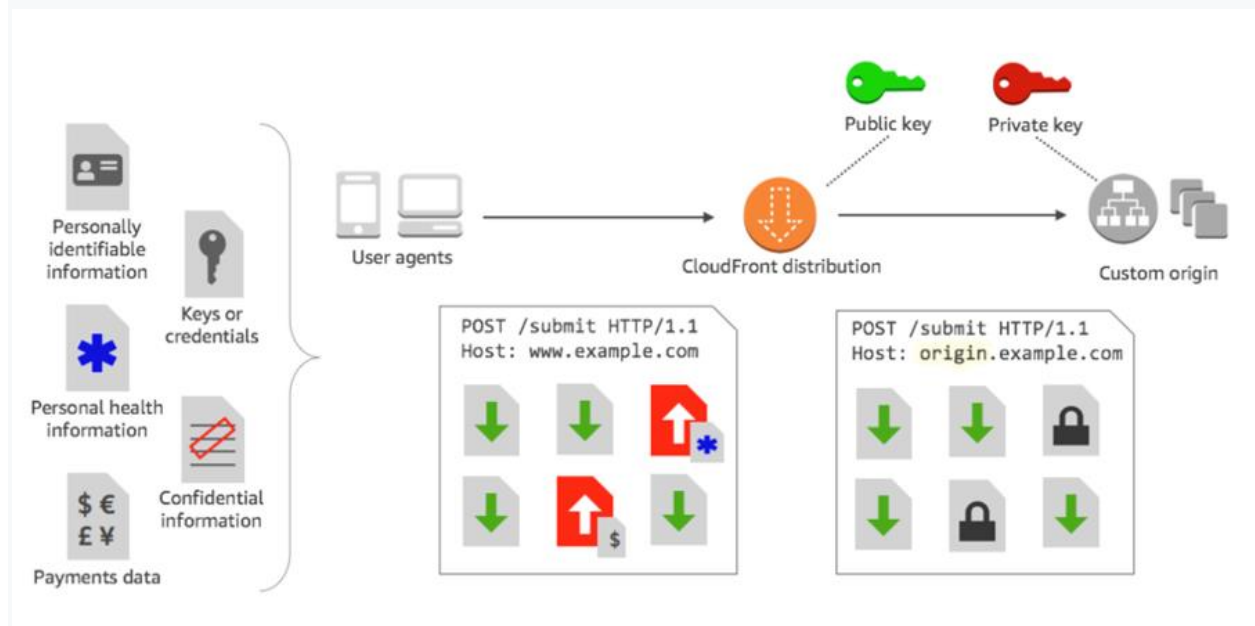 Personally
identifiable
information
Keys or
credentials
Personal health
information
Confidential
information
$ €
£ ¥
Payments data
User agents
CloudFront distribution
Public key
Private key
Custom origin
POST /submit HTTP/1.1
Host: www.example.com
$
POST /submit HTTP/1.1
Host: origin.example.com